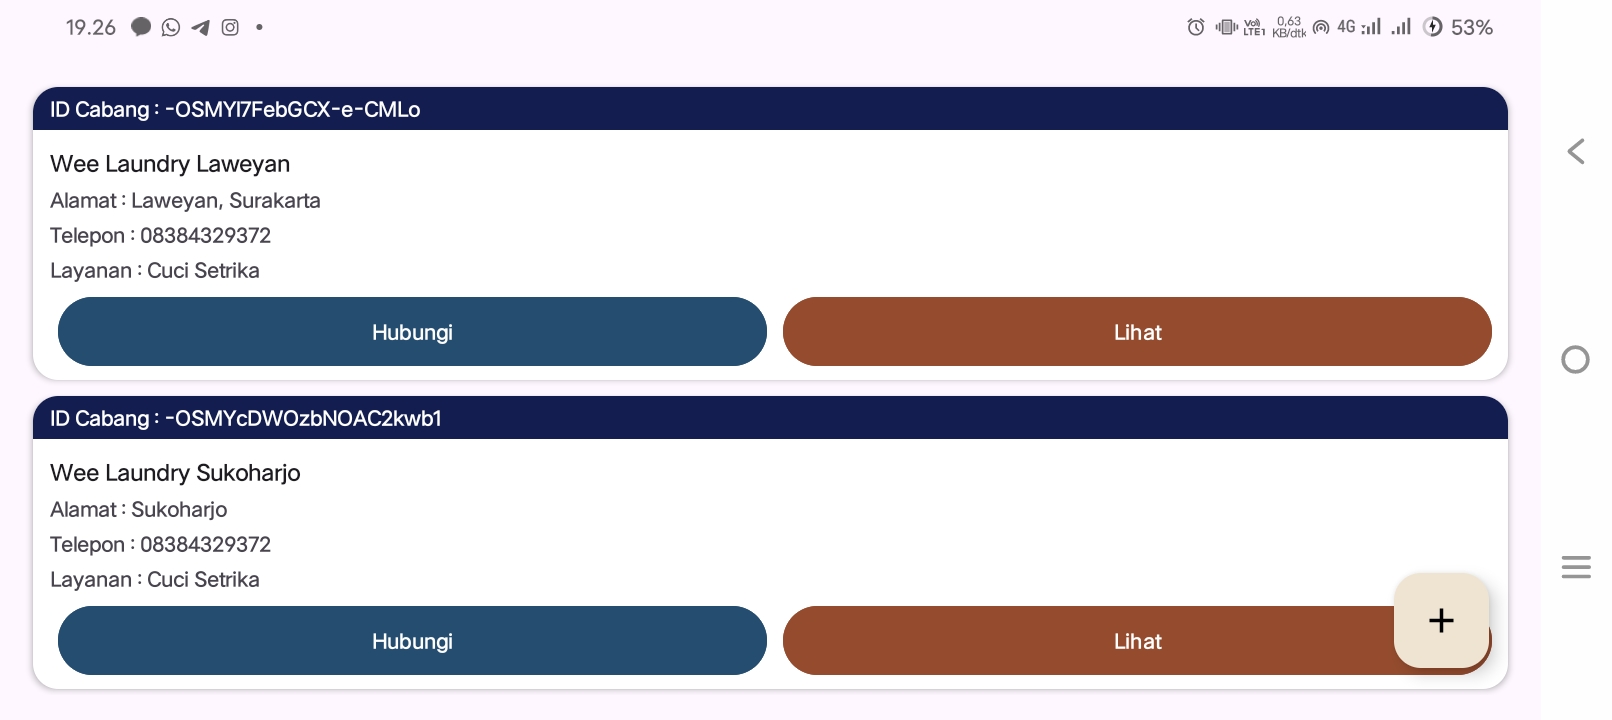 19.26
Vo)) LTE1 0,63 KB/dtk 4G 53%
ID Cabang : -OSMYl7FebGCX-e-CMLo
Wee Laundry Laweyan
Alamat : Laweyan, Surakarta
Telepon : 08384329372
Layanan : Cuci Setrika
Hubungi Lihat
ID Cabang : -OSMYcDWOzbNOAC2kwb1
Wee Laundry Sukoharjo
Alamat : Sukoharjo
Telepon : 08384329372
Layanan : Cuci Setrika
Hubungi Lihat
+